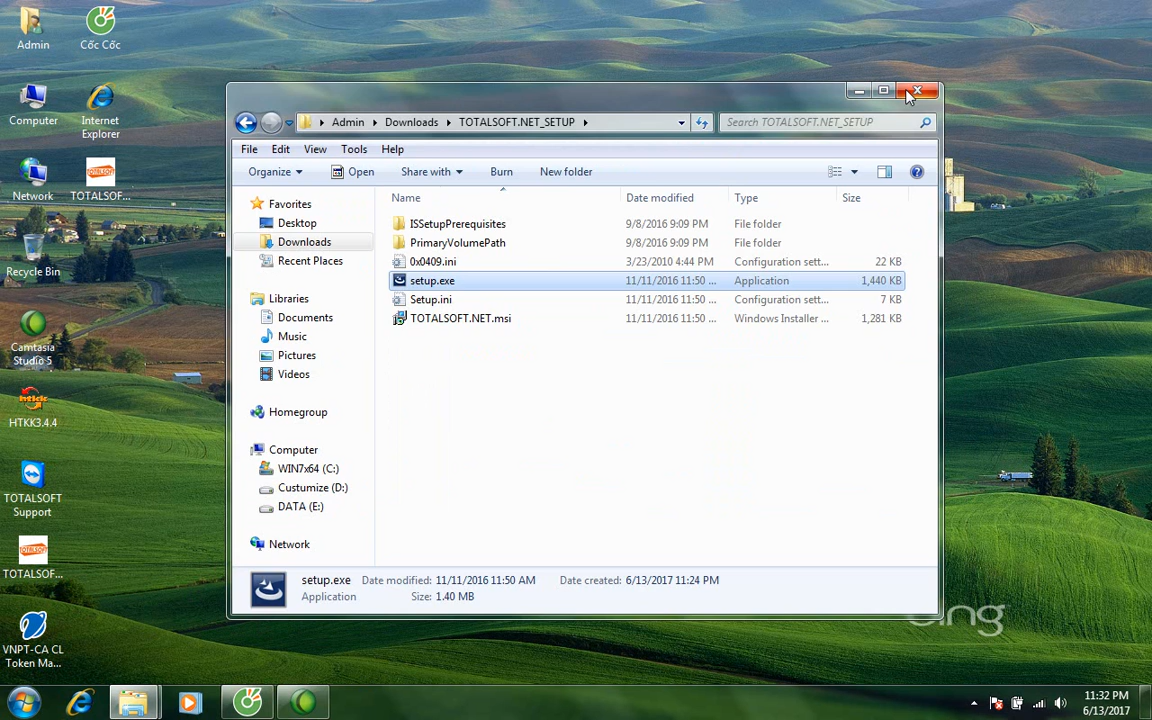 Admin
Cốc Cốc
Computer
Internet
Explorer
Network
TOTALSOF...
Recycle Bin
Camtasia
Studio 5
HTKK3.4.4
TOTALSOFT
Support
TOTALSOF...
VNPT-CA CL
Token Ma...
Admin
Downloads
TOTALSOFT.NET_SETUP
Search TOTALSOFT.NET_SETUP
File Edit View Tools Help
Organize Open Share with Burn New folder
Name Date modified Type Size
Favorites
Desktop
Downloads
Recent Places
Libraries
Documents
Music
Pictures
Videos
Homegroup
Computer
WIN7x64 (C:)
Custumize (D:)
DATA (E:)
Network
ISSetupPrerequisites 9/8/2016 9:09 PM File folder
PrimaryVolumePath 9/8/2016 9:09 PM File folder
0x0409.ini 3/23/2010 4:44 PM Configuration sett... 22 KB
setup.exe 11/11/2016 11:50 ... Application 1,440 KB
Setup.ini 11/11/2016 11:50 ... Configuration sett... 7 KB
TOTALSOFT.NET.msi 11/11/2016 11:50 ... Windows Installer ... 1,281 KB
setup.exe Date modified: 11/11/2016 11:50 AM Date created: 6/13/2017 11:24 PM
Application Size: 1.40 MB
bing
11:32 PM
6/13/2017